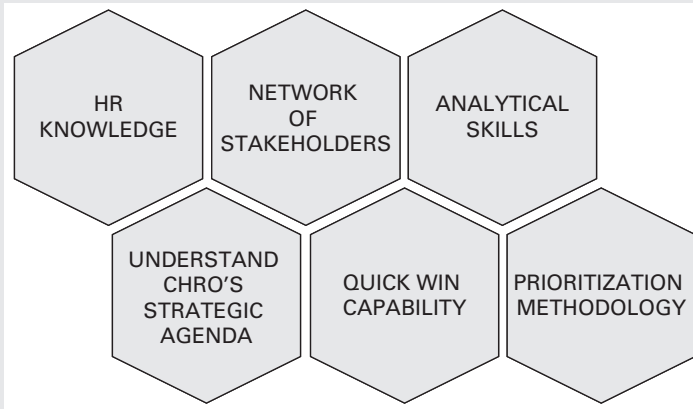 HR
KNOWLEDGE
NETWORK
OF
STAKEHOLDERS
ANALYTICAL
SKILLS
UNDERSTAND
CHRO'S
STRATEGIC
AGENDA
QUICK WIN
CAPABILITY
PRIORITIZATION
METHODOLOGY